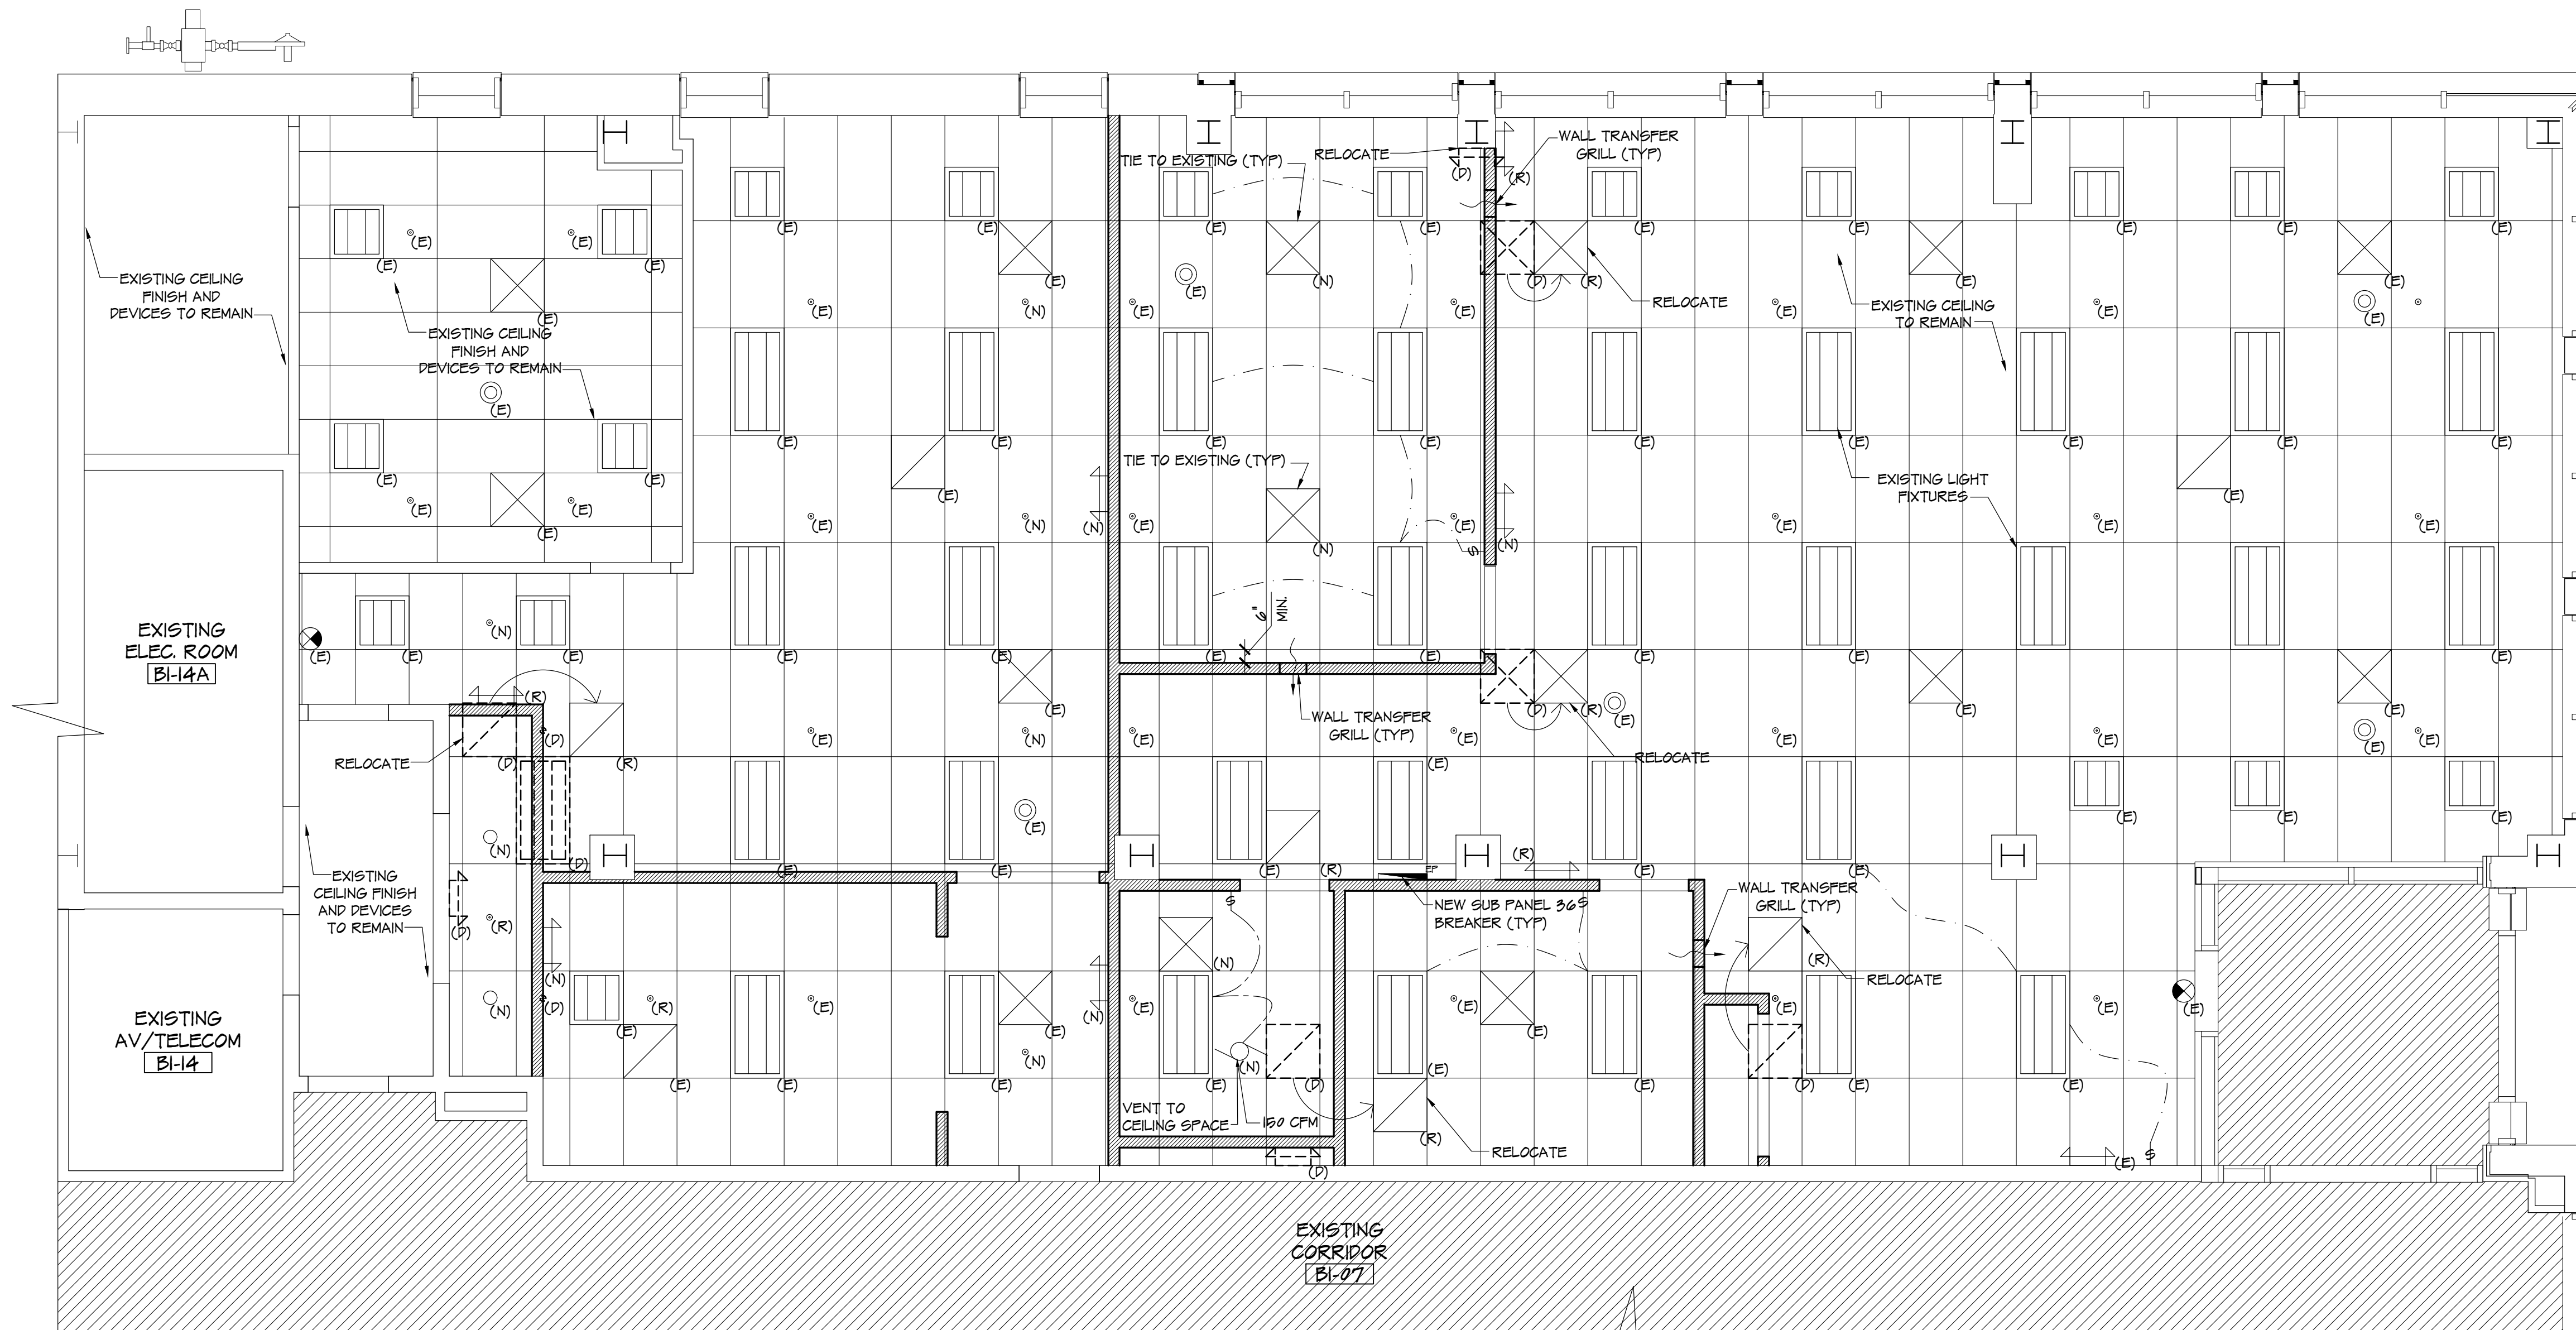 WALL TRANSFER
GRILL (TYP)
TIE TO EXISTING (TYP)
RELOCATE
(D)
(R)
(E)
(E)
(E)
(E)
(E)
(E)
(E)
(E)
(E)
(E)
(E)
(E)
(E)
(E)
EXISTING CEILING
FINISH AND
DEVICES TO REMAIN
(E)
(E)
(E)
(N)
(D)
(R)
(E)
(E)
(E)
EXISTING CEILING
FINISH AND
DEVICES TO REMAIN
(E)
(E)
(N)
(E)
(E)
RELOCATE
(E)
EXISTING CEILING
TO REMAIN
(E)
(E)
(E)
(E)
(E)
(E)
(E)
(E)
(E)
(E)
(E)
(E)
TIE TO EXISTING (TYP)
(E)
(E)
EXISTING LIGHT
FIXTURES
(E)
(E)
(E)
(E)
(E)
(N)
(N)
(E)
(E)
(E)
(E)
(E)
(E)
(N)
S
(N)
6"
MIN.
EXISTING
ELEC. ROOM
B1-14A
(N)
(E)
(E)
(E)
(E)
(E)
(E)
(E)
(E)
(E)
(E)
(E)
(R)
(E)
(D)
(R)
(E)
(E)
(E)
WALL TRANSFER
GRILL (TYP)
(D)
(E)
(N)
(E)
(E)
(E)
(E)
(E)
(E)
RELOCATE
(D)
(R)
(E)
RELOCATE
(E)
(E)
(E)
(E)
(N)
(D)
(E)
(E)
(E)
(R)
(R)
(E)
(E)
EP
EXISTING
CEILING FINISH
AND DEVICES
TO REMAIN
(R)
(D)
S
NEW SUB PANEL 36
BREAKER (TYP)
S
WALL TRANSFER
GRILL (TYP)
(N)
(R)
RELOCATE
(N)
(N)
(D)
(R)
(E)
(E)
(E)
(N)
(E)
(E)
(E)
(E)
(E)
(E)
EXISTING
AV/TELECOM
B1-14
(N)
(N)
(E)
(E)
(E)
(E)
(E)
(D)
(E)
(D)
(E)
(E)
VENT TO
CEILING SPACE
150 CFM
(R)
RELOCATE
(D)
(E)
S
EXISTING
CORRIDOR
B1-07